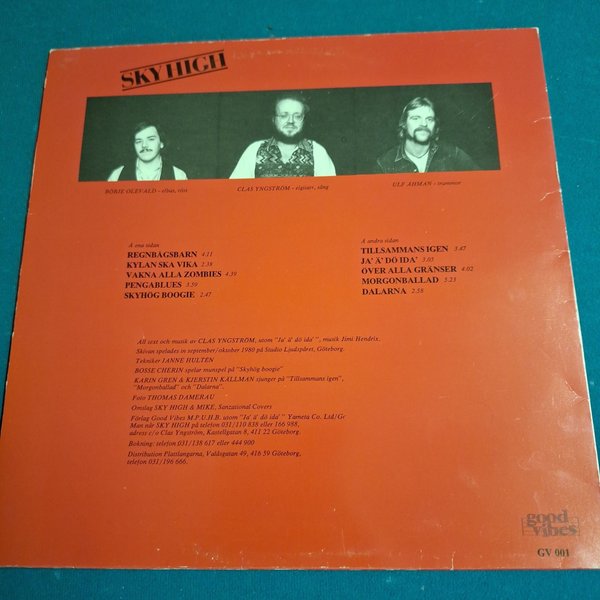 SKY HIGH
BÖRJE OLEVALD - elbas, röst
CLAS YNGSTRÖM - elgitarr, sång
ULF ÅHMAN - trummor
Å ena sidan
REGNBÅGSBARN 4:11
KYLAN SKA VIKA 2:38
VAKNA ALLA ZOMBIES 4:39
PENGABLUES 3:59
SKYHÖG BOOGIE 2:47
Å andra sidan
TILLSAMMANS IGEN 3:47
JA' Ä' DÖ IDA' 3:05
ÖVER ALLA GRÄNSER 4:02
MORGONBALLAD 3:23
DALARNA 2:58
All text och musik av CLAS YNGSTRÖM, utom "Ja' ä' dö ida' ", musik Jimi Hendrix.
Skivan spelades in september/oktober 1980 på Studio Ljudspåret, Göteborg.
Tekniker JANNE HULTÉN
BOSSE CHERIN spelar munspel på "Skyhög boogie"
KARIN GREN & KJERSTIN KALLMAN sjunger på "Tillsammans igen",
"Morgonballad" och "Dalarna".
Foto THOMAS DAMERAU
Omslag SKY HIGH & MIKE, Sanzational Covers
Förlag Good Vibes M.P.U.H.B. utom "Ja' ä' dö ida' " Yameta Co. Ltd/Gr
Man når SKY HIGH på telefon 031/110 838 eller 166 988,
adress c/o Clas Yngström, Kastellgatan 8, 411 22 Göteborg.
Bokning: telefon 031/138 617 eller 444 900
Distribution Plattlangarna, Valdsgatan 49, 416 59 Göteborg,
telefon 031/196 666.
good
vibes
GV 001